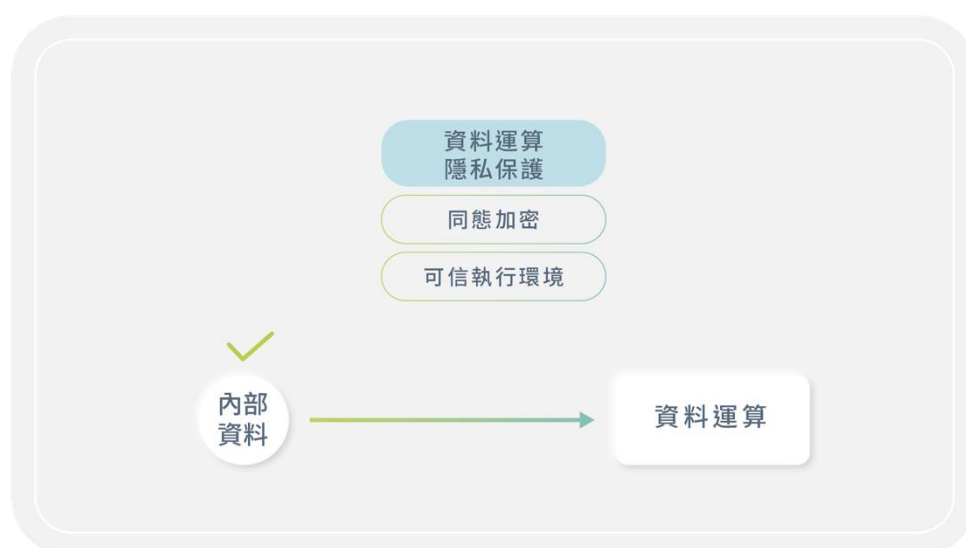 資料運算
隱私保護
同態加密
可信執行環境
內部
資料
資料運算